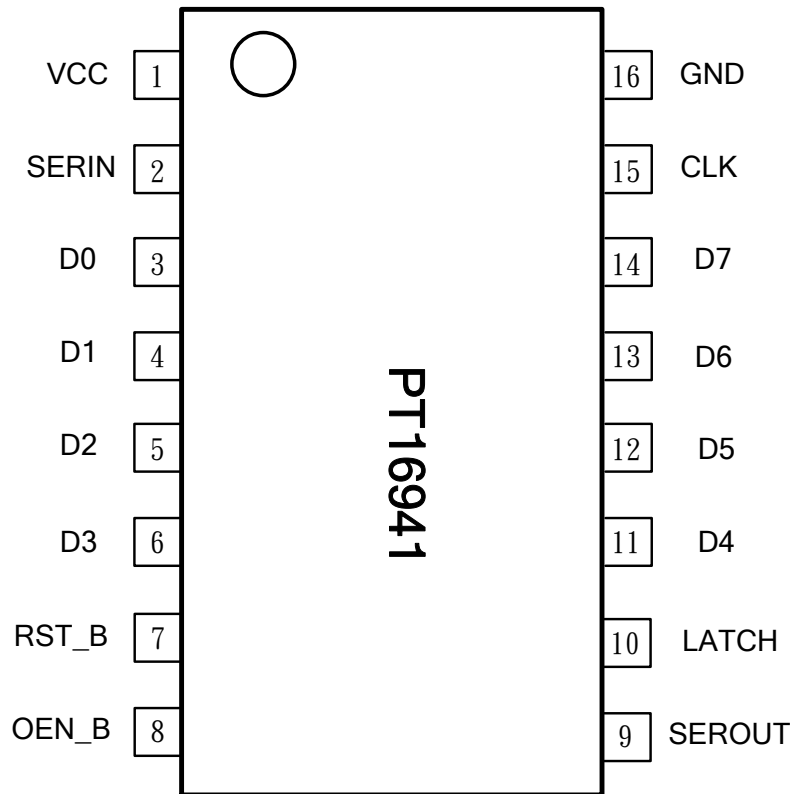 VCC 1 16 GND
SERIN 2 15 CLK
D0 3 14 D7
D1 4 13 D6
D2 5 12 D5
D3 6 11 D4
RST_B 7 10 LATCH
OEN_B 8 9 SEROUT
PT16941